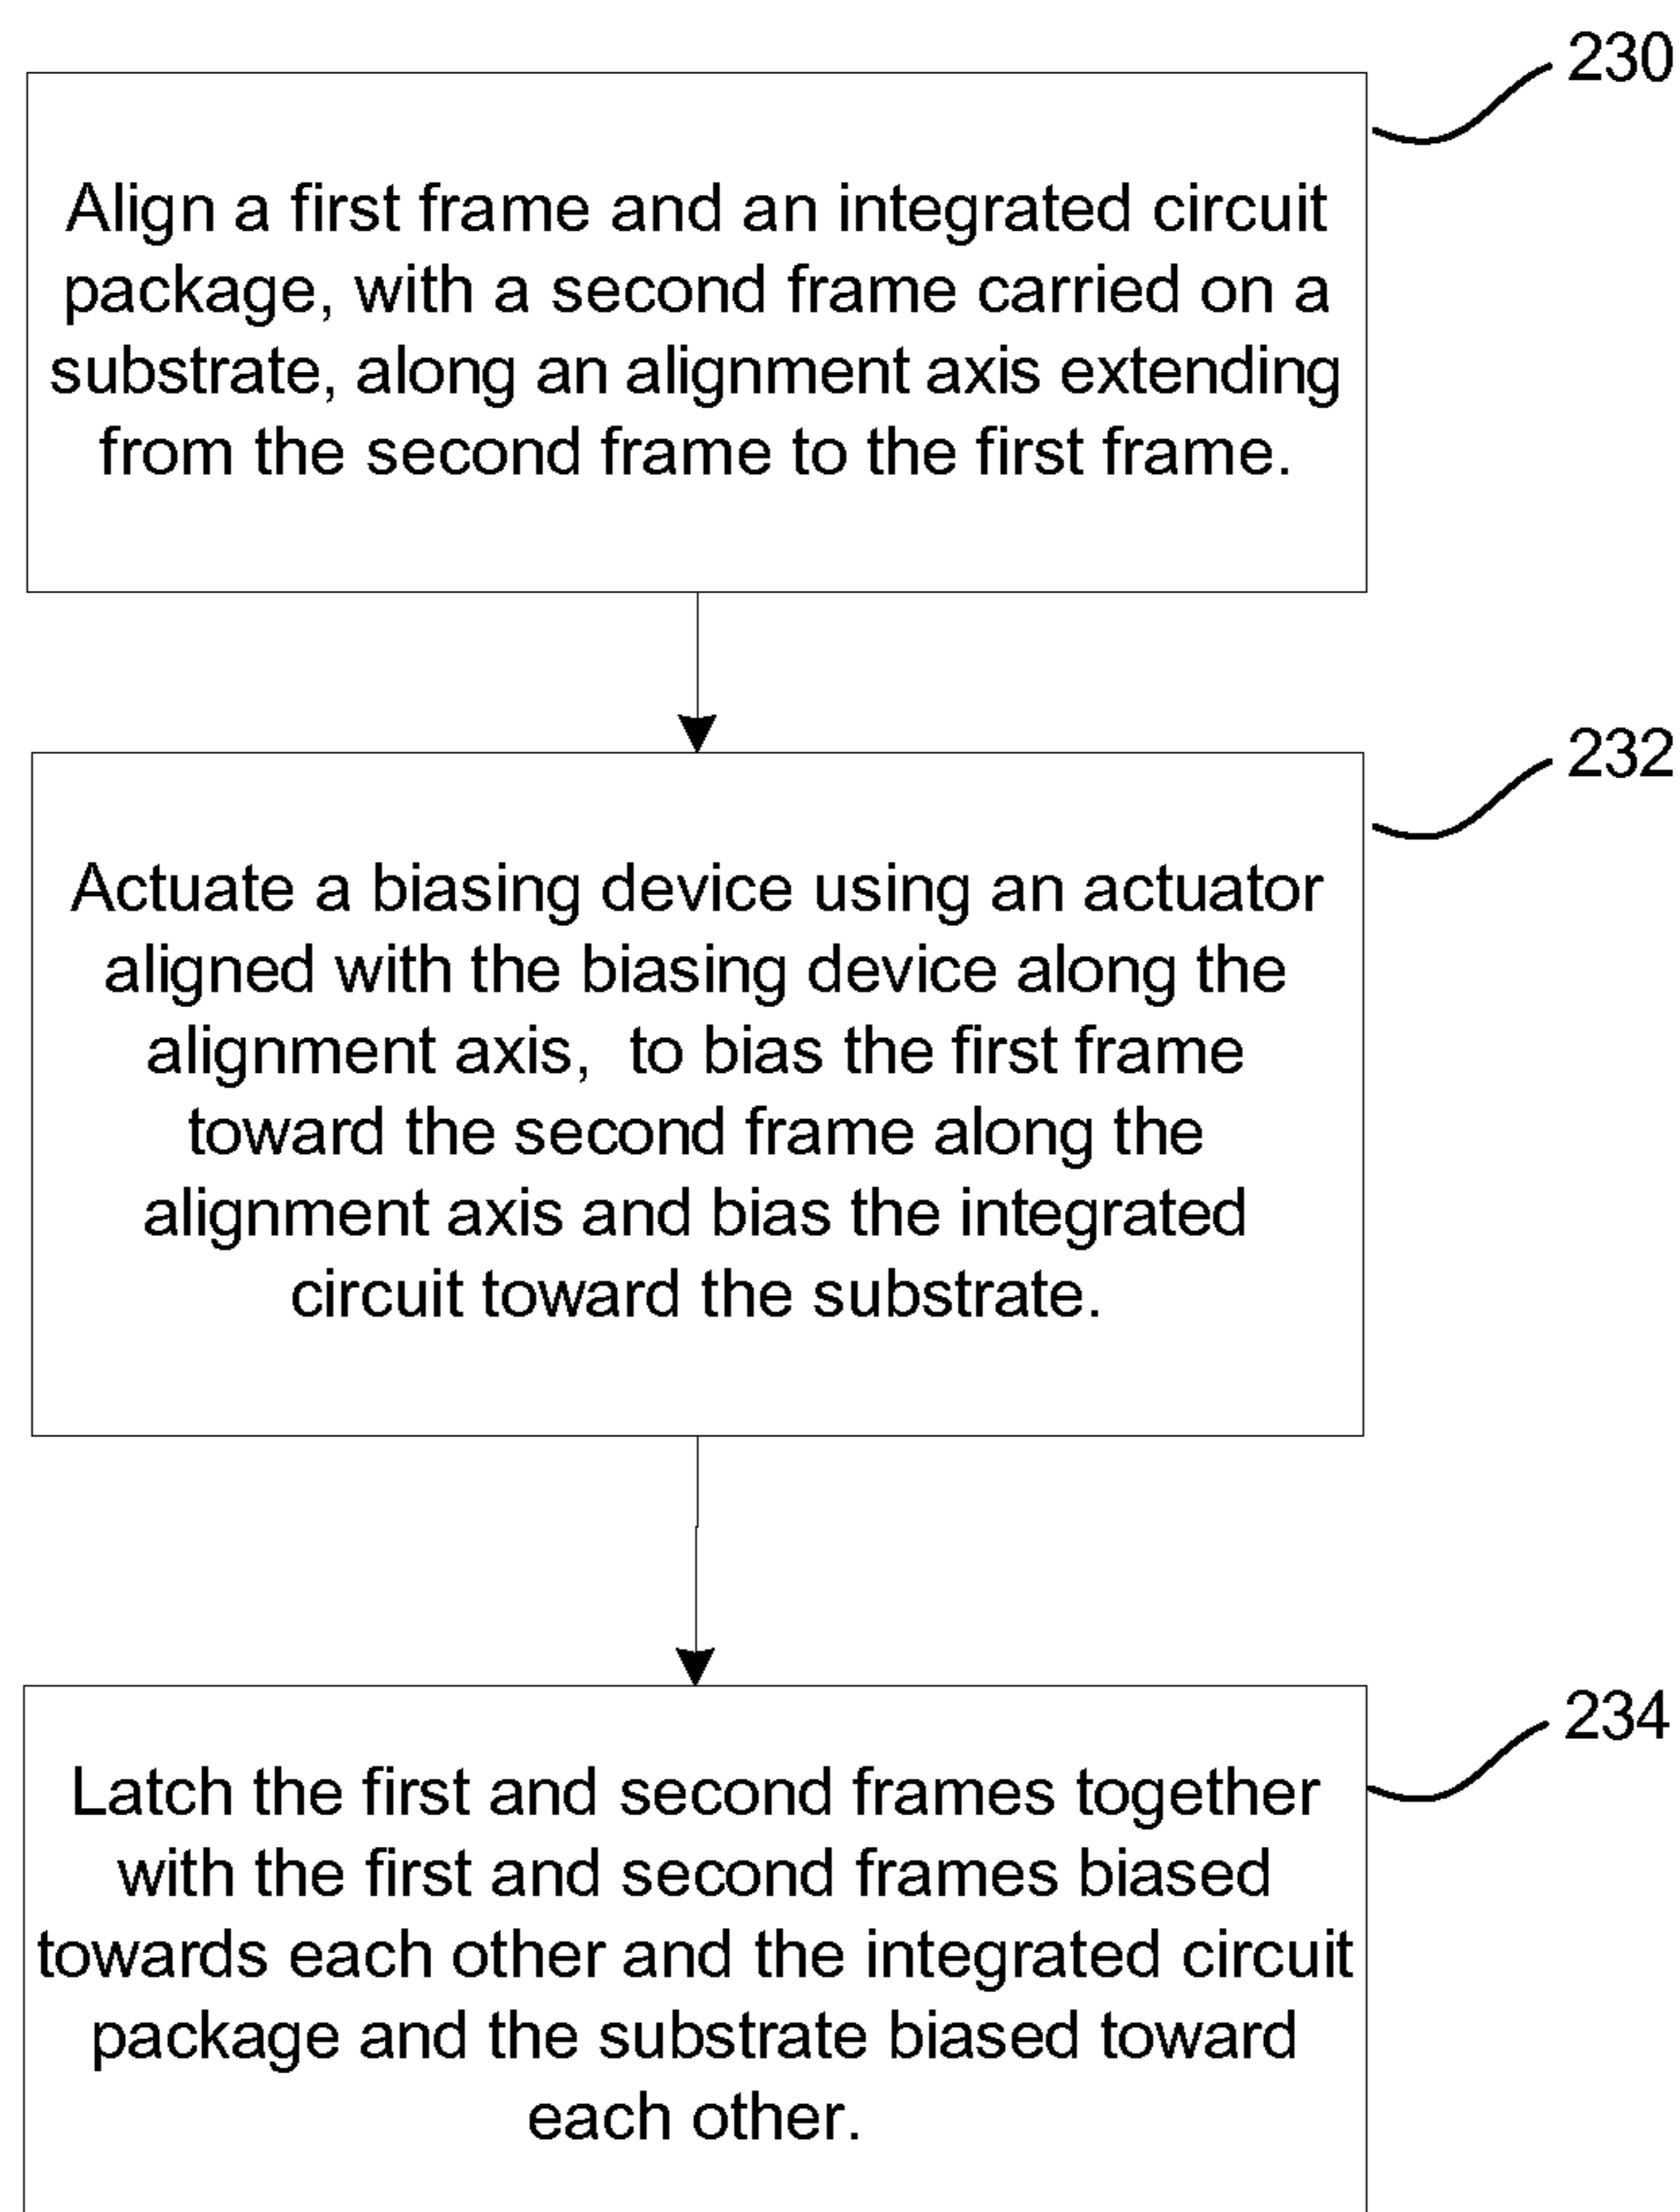 230
Align a first frame and an integrated circuit
package, with a second frame carried on a
substrate, along an alignment axis extending
from the second frame to the first frame.
232
Actuate a biasing device using an actuator
aligned with the biasing device along the
alignment axis,  to bias the first frame
toward the second frame along the
alignment axis and bias the integrated
circuit toward the substrate.
234
Latch the first and second frames together
with the first and second frames biased
towards each other and the integrated circuit
package and the substrate biased toward
each other.